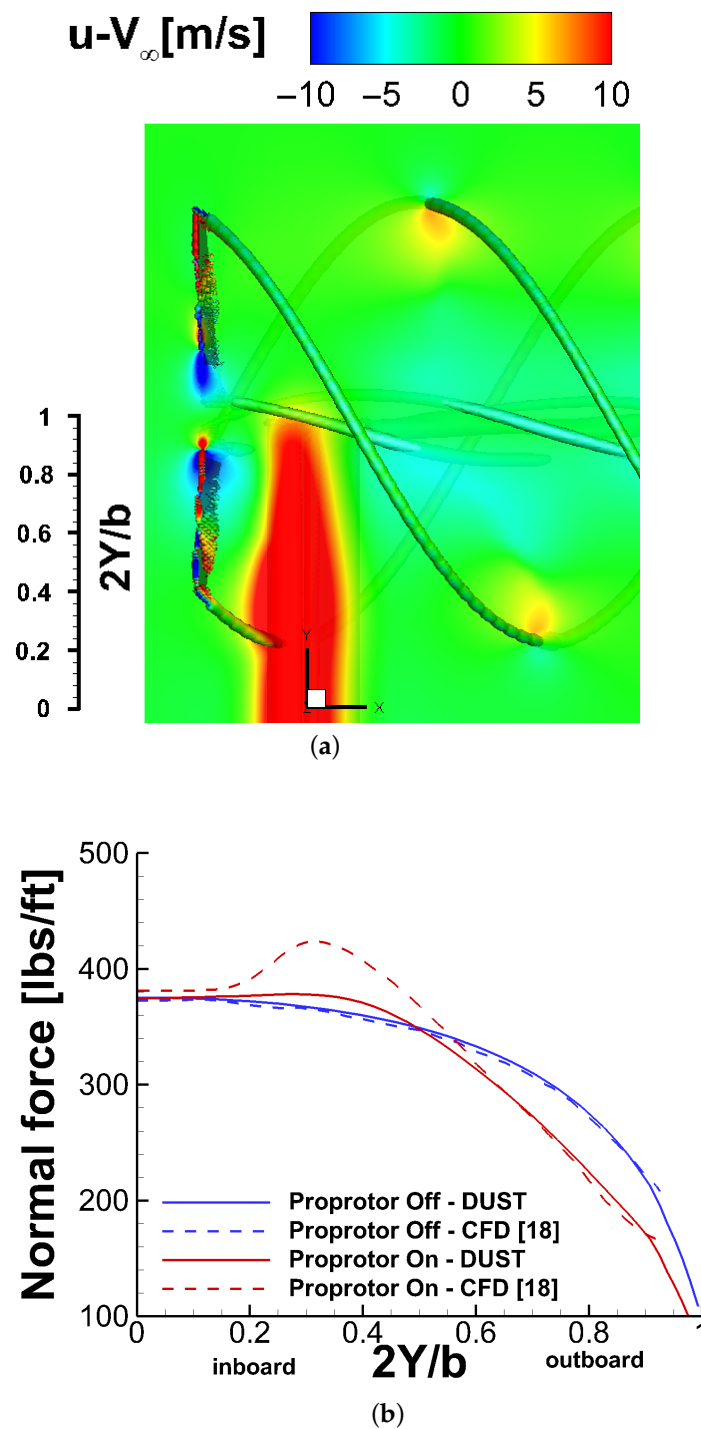 u-V∞[m/s]
−10 −5 0 5 10
1
0.8
0.6
0.4
0.2
0
2Y/b
Y
Z X
(a)
500
400
300
200
100
Normal force [lbs/ft]
Proprotor Off - DUST
Proprotor Off - CFD [18]
Proprotor On - DUST
Proprotor On - CFD [18]
0 0.2 0.4 0.6 0.8 1
inboard 2Y/b outboard
(b)